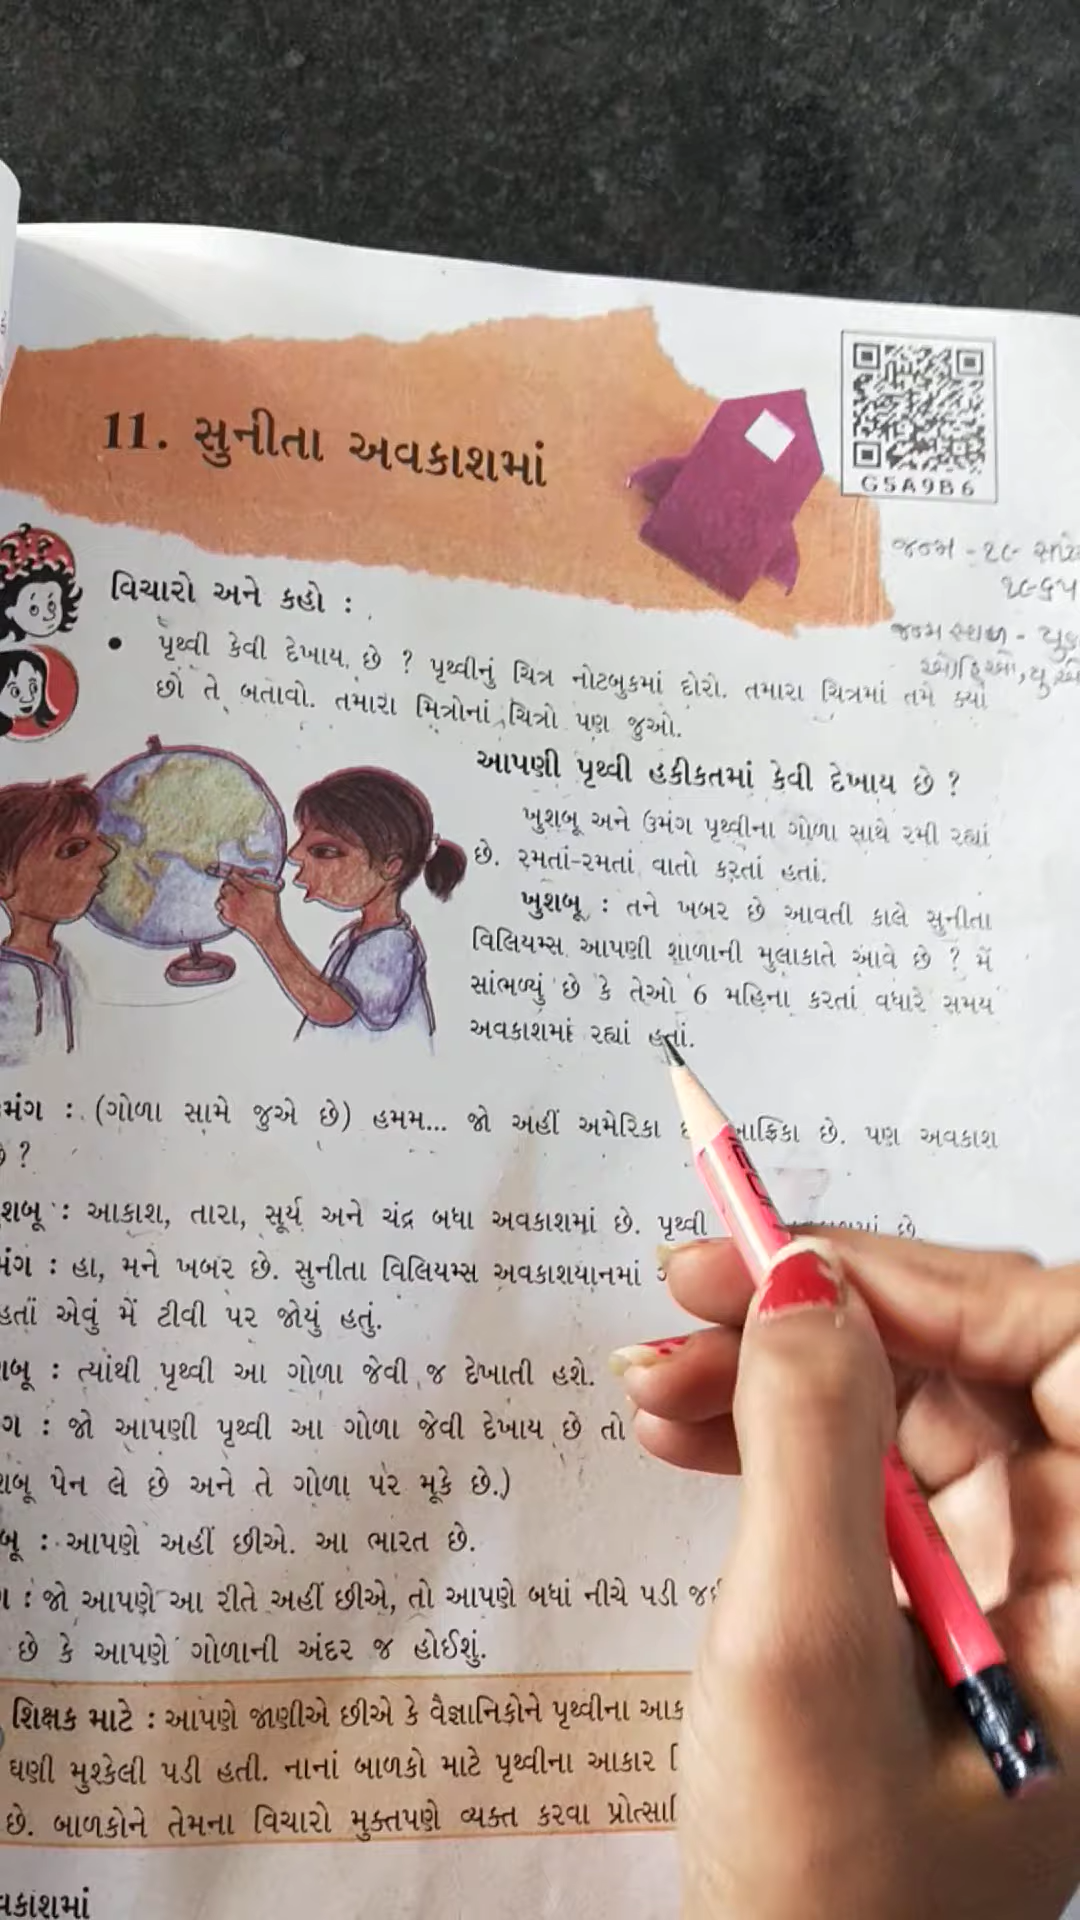 11. સુનીતા અવકાશમાં
G5A9B6
જન્મ - ૧૯ સપ્ટે
૧૯૬૫
જન્મ સ્થળ -
ઓહિઓ, યુ
વિચારો અને કહો :
• પૃથ્વી કેવી દેખાય છે ? પૃથ્વીનું ચિત્ર નોટબુકમાં દોરો. તમારા ચિત્રમાં તમે ક્યાં
છો તે બતાવો. તમારા મિત્રોનાં ચિત્રો પણ જુઓ.
આપણી પૃથ્વી હકીકતમાં કેવી દેખાય છે ?
ખુશબૂ અને ઉમંગ પૃથ્વીના ગોળા સાથે રમી રહ્યાં
છે. રમતાં-રમતાં વાતો કરતાં હતાં.
ખુશબૂ : તને ખબર છે આવતી કાલે સુનીતા
વિલિયમ્સ આપણી શાળાની મુલાકાતે આવે છે ? મેં
સાંભળ્યું છે કે તેઓ 6 મહિના કરતાં વધારે સમય
અવકાશમાં રહ્યાં હતાં.
મંગ : (ગોળા સામે જુએ છે) હમમ... જો અહીં અમેરિકા છે. પણ અવકાશ
?
શબૂ : આકાશ, તારા, સૂર્ય અને ચંદ્ર બધા અવકાશમાં છે. પૃથ્વી છે.
મંગ : હા, મને ખબર છે. સુનીતા વિલિયમ્સ અવકાશયાનમાં
હતાં એવું મેં ટીવી પર જોયું હતું.
બૂ : ત્યાંથી પૃથ્વી આ ગોળા જેવી જ દેખાતી હશે.
ગ : જો આપણી પૃથ્વી આ ગોળા જેવી દેખાય છે તો
બૂ પેન લે છે અને તે ગોળા પર મૂકે છે.)
બૂ : આપણે અહીં છીએ. આ ભારત છે.
ગ : જો આપણે આ રીતે અહીં છીએ, તો આપણે બધાં નીચે પડી
છે કે આપણે ગોળાની અંદર જ હોઈશું.
શિક્ષક માટે : આપણે જાણીએ છીએ કે વૈજ્ઞાનિકોને પૃથ્વીના આક
ઘણી મુશ્કેલી પડી હતી. નાનાં બાળકો માટે પૃથ્વીના આકાર
છે. બાળકોને તેમના વિચારો મુક્તપણે વ્યક્ત કરવા પ્રોત્સા
વકાશમાં